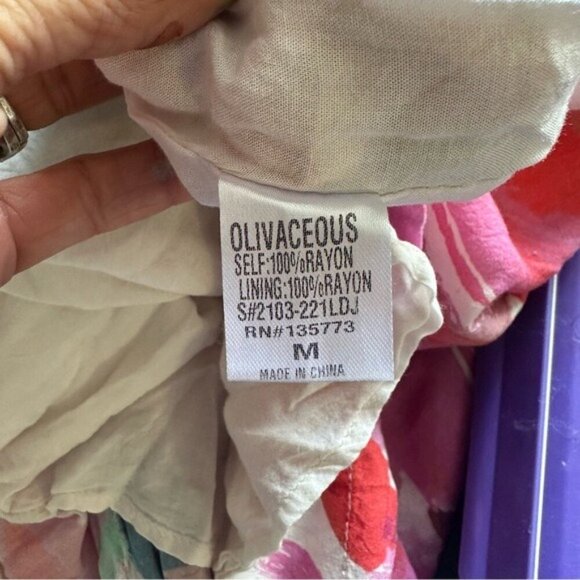 OLIVACEOUS
SELF:100%RAYON
LINING:100%RAYON
S#2103-221LDJ
RN#135773
M
MADE IN CHINA